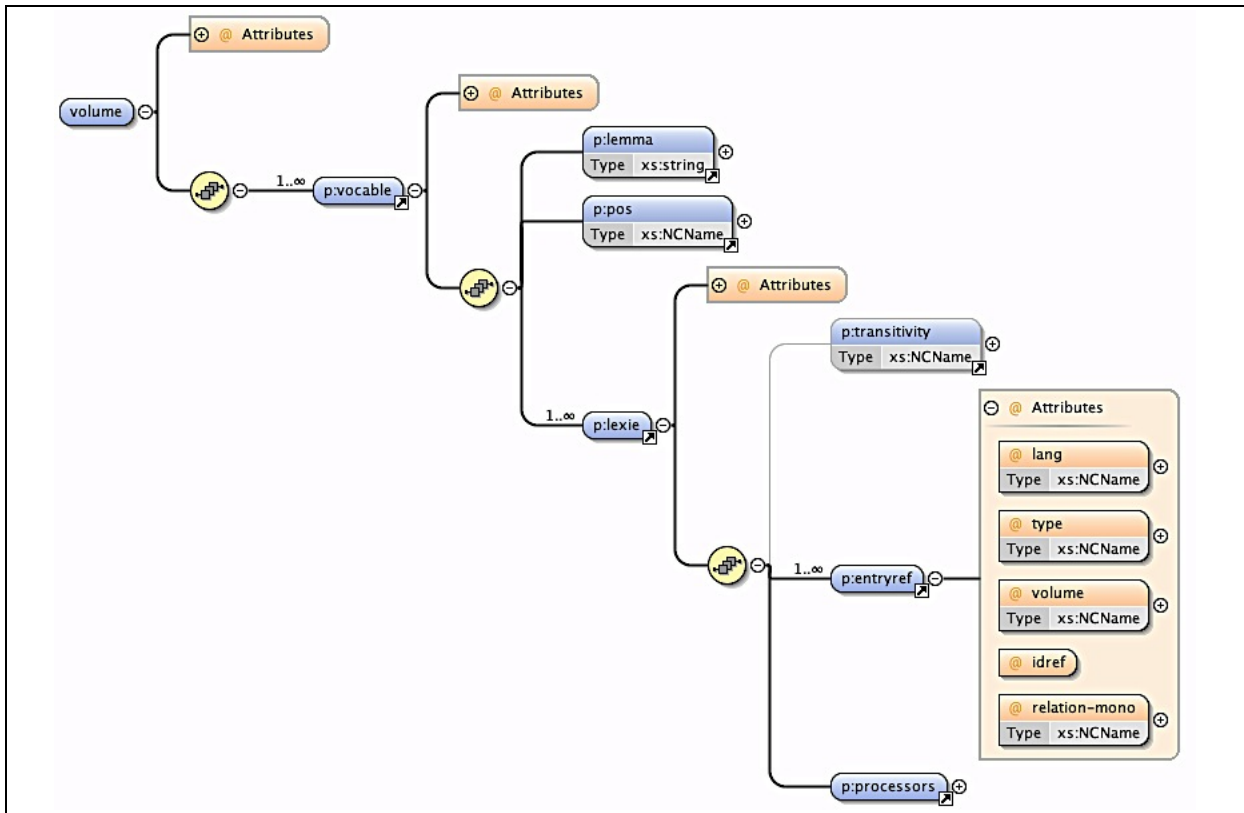 @ Attributes
volume
@ Attributes
1..∞
p:vocable
p:lemma
Type xs:string
p:pos
Type xs:NCName
@ Attributes
p:transitivity
Type xs:NCName
1..∞
p:lexie
@ Attributes
@ lang
Type xs:NCName
@ type
Type xs:NCName
1..∞
p:entryref
@ volume
Type xs:NCName
@ idref
@ relation-mono
Type xs:NCName
p:processors